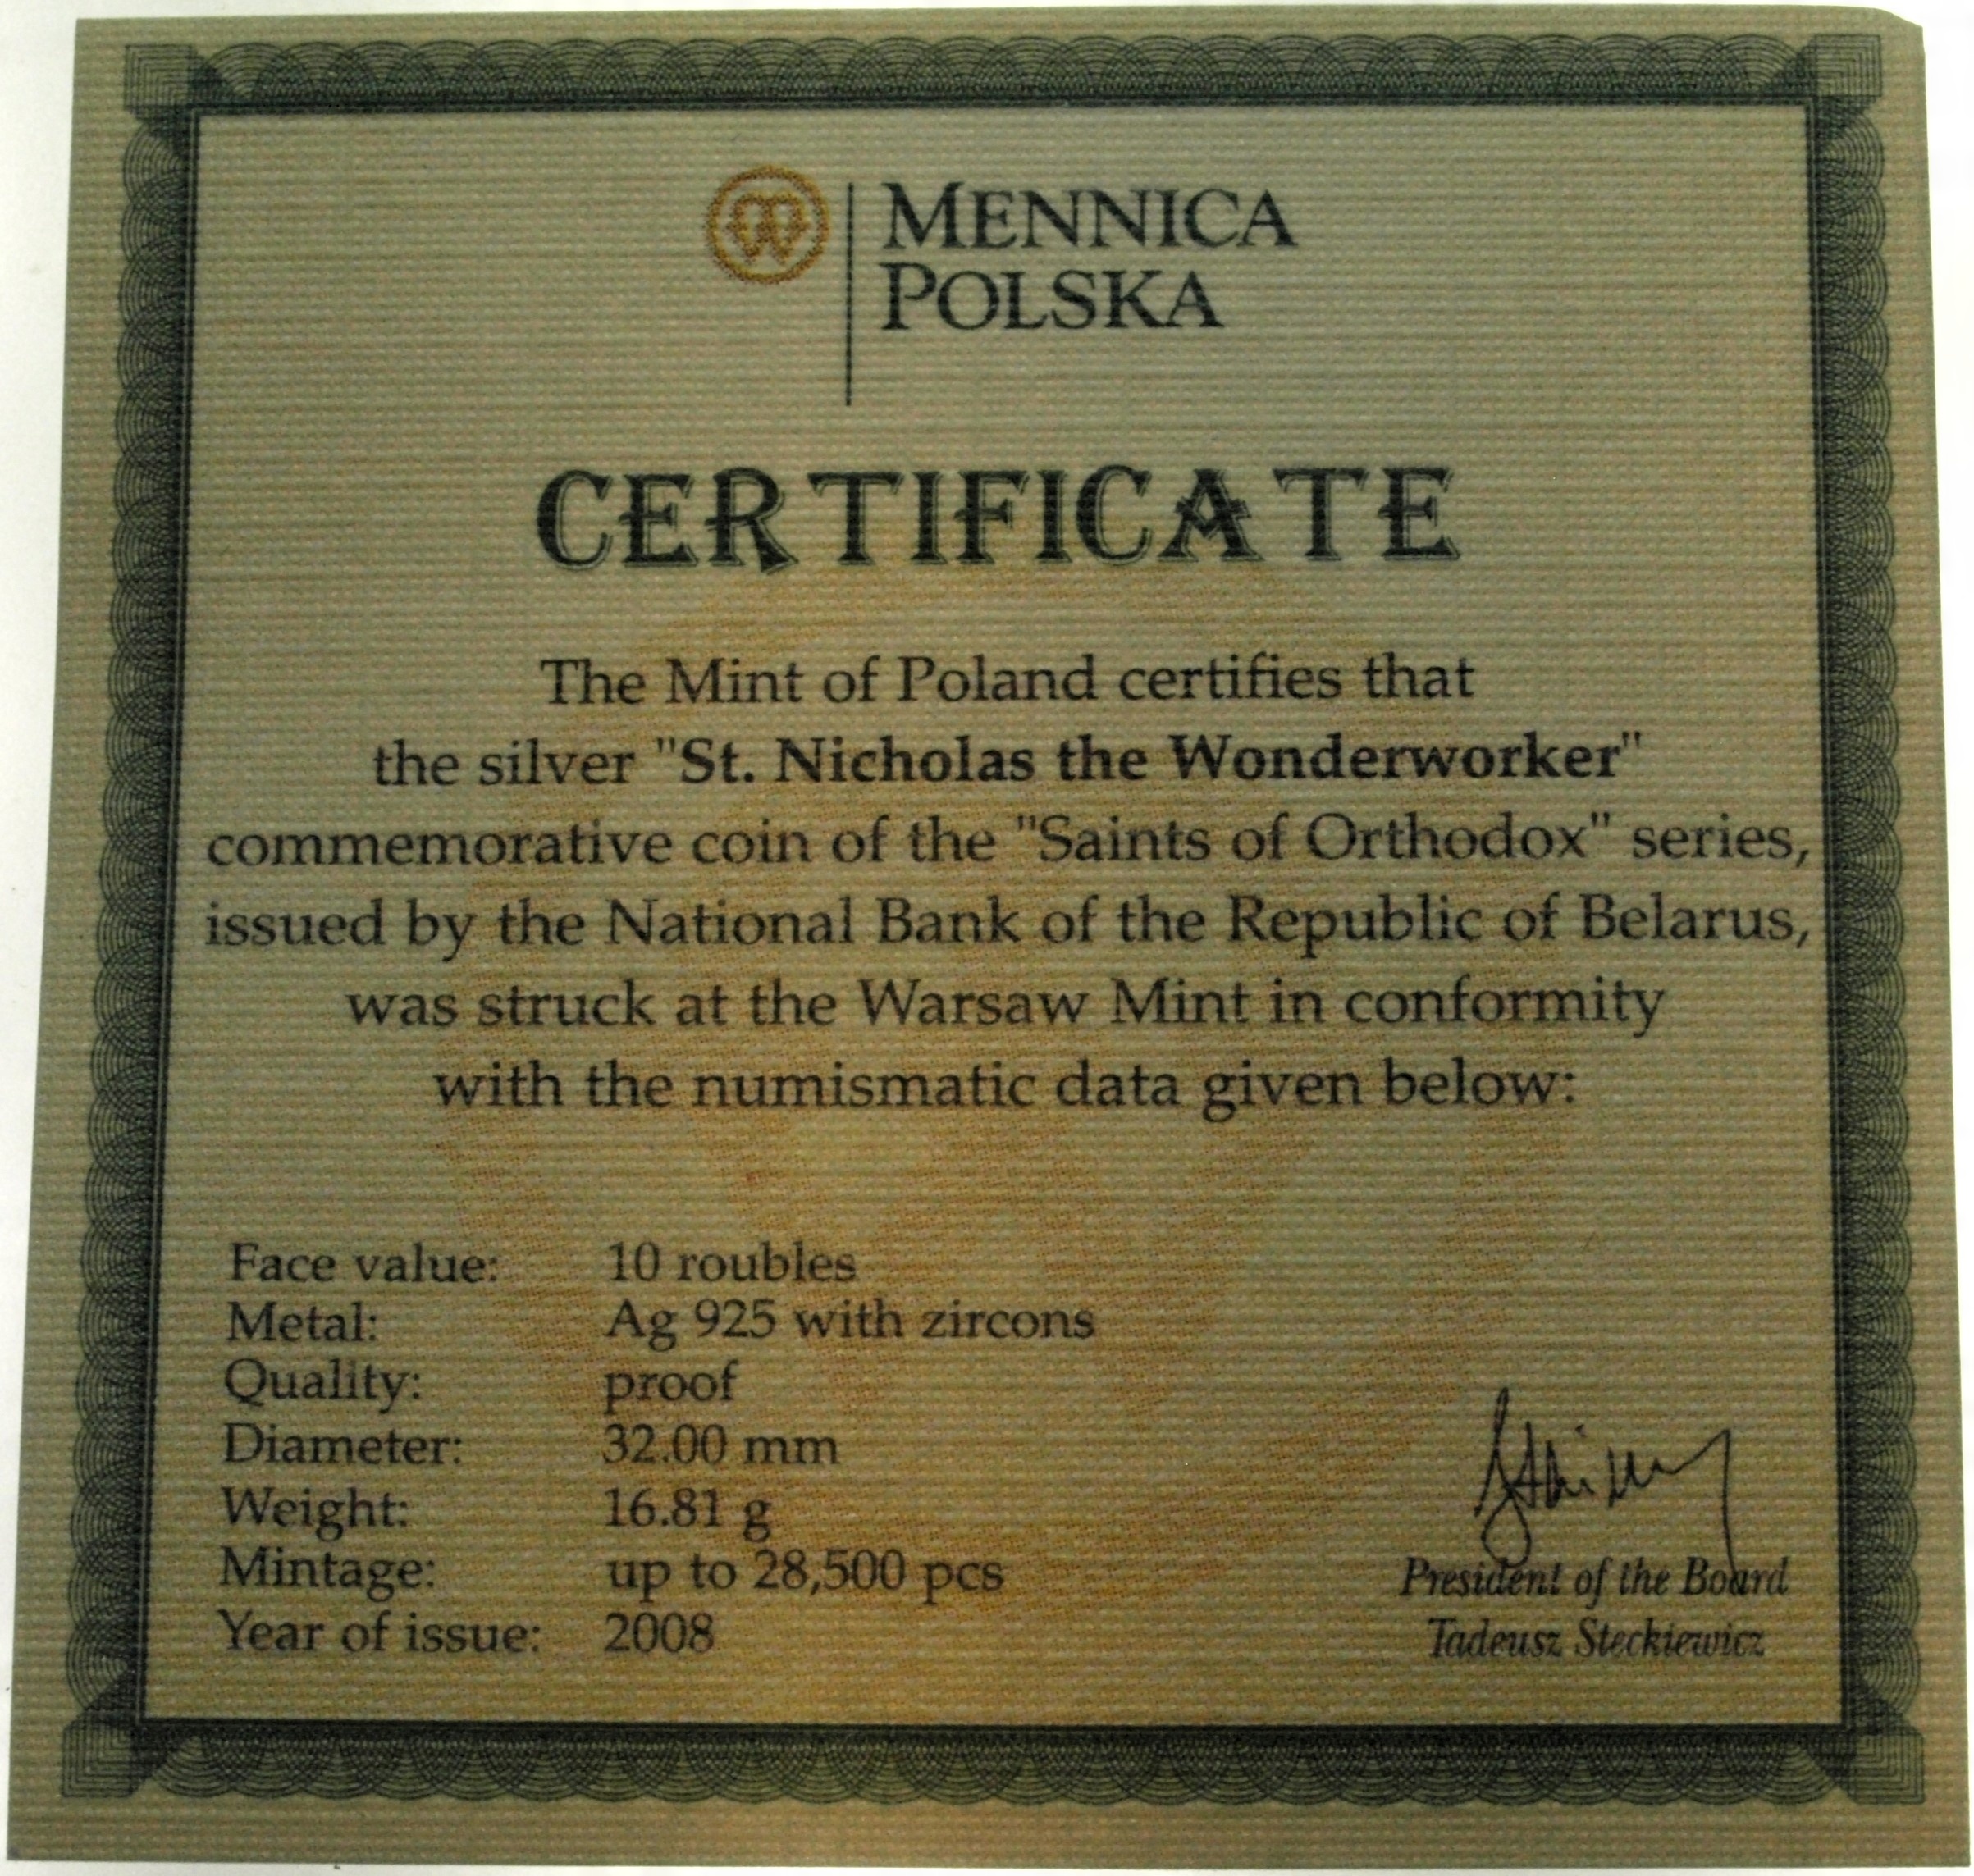 MENNICA
POLSKA
CERTIFICATE
The Mint of Poland certifies that
the silver "St. Nicholas the Wonderworker"
commemorative coin of the "Saints of Orthodox" series,
issued by the National Bank of the Republic of Belarus,
was struck at the Warsaw Mint in conformity
with the numismatic data given below:
Face value: 10 roubles
Metal: Ag 925 with zircons
Quality: proof
Diameter: 32.00 mm
Weight: 16.81 g
Mintage: up to 28,500 pcs
Year of issue: 2008
President of the Board
Tadeusz Steckiewicz